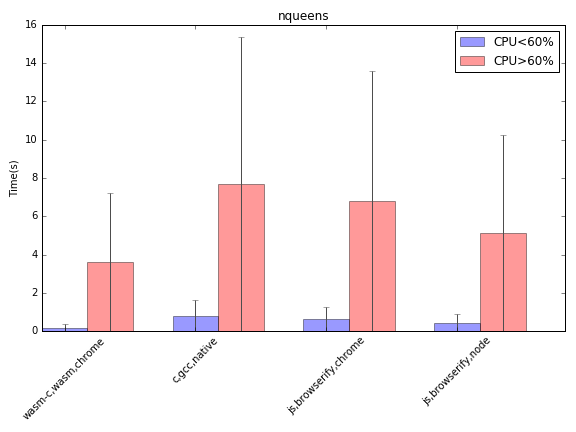 nqueens
CPU<60%
CPU>60%
Time(s)
16
14
12
10
8
6
4
2
0
wasm-c,wasm,chrome
c,gcc,native
js,browserify,chrome
js,browserify,node